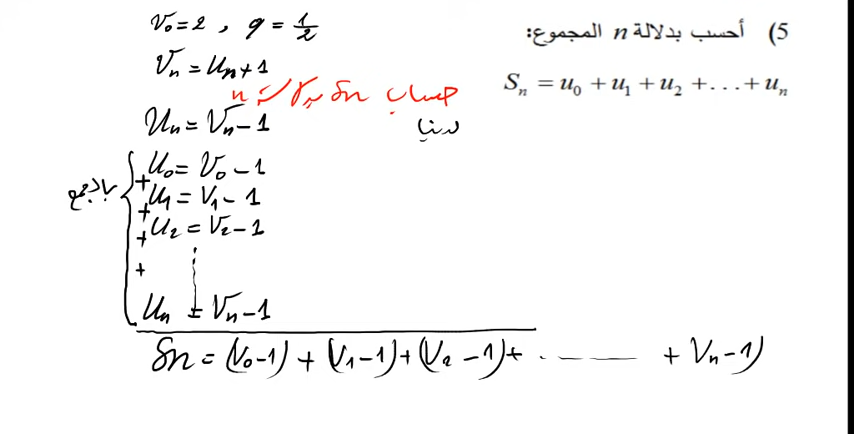 5) أحسب بدلالة n المجموع:
Sₙ = u₀ + u₁ + u₂ + ... + uₙ
V₀ = 2 , q = 1/2
Vₙ = Uₙ + 1
حساب Sn بدلالة n
لدينا
Uₙ = Vₙ - 1
بالجمع
U₀ = V₀ - 1
+ U₁ = V₁ - 1
+ U₂ = V₂ - 1
+
+ ⋮
Uₙ = Vₙ - 1
Sn = (V₀ - 1) + (V₁ - 1) + (V₂ - 1) + ........ + Vₙ - 1)